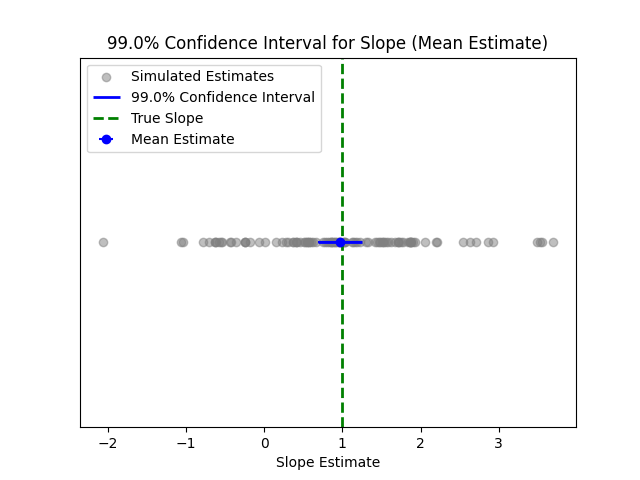 99.0% Confidence Interval for Slope (Mean Estimate)
Simulated Estimates
99.0% Confidence Interval
True Slope
Mean Estimate
−2 −1 0 1 2 3
Slope Estimate